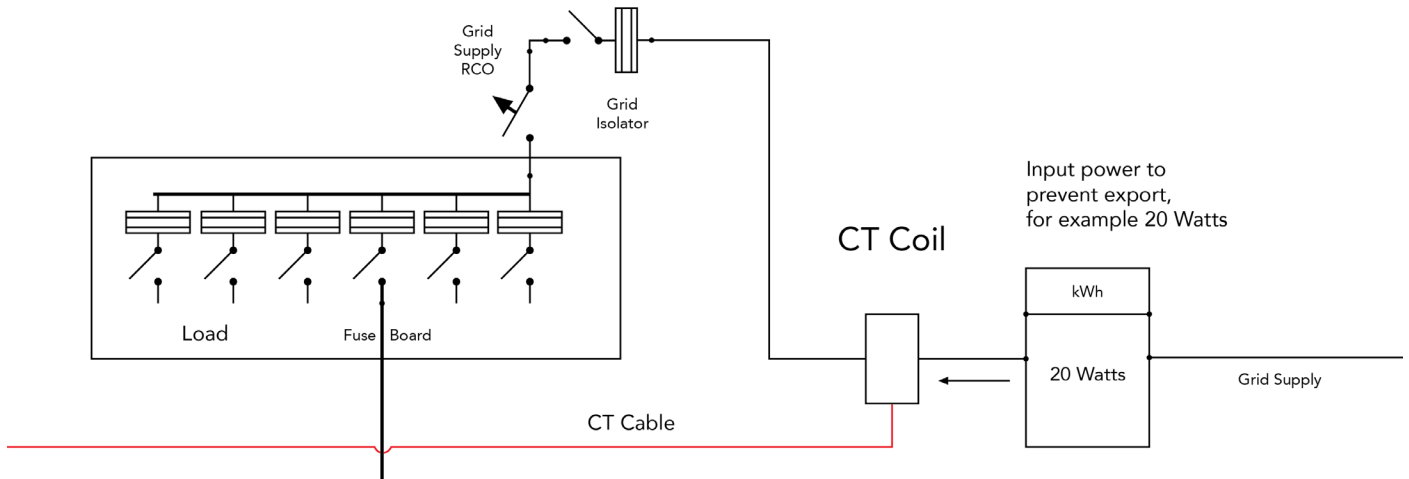 Grid
Supply
RCO
Grid
Isolator
Input power to
prevent export,
for example 20 Watts
CT Coil
kWh
20 Watts
Grid Supply
Load
Fuse Board
CT Cable